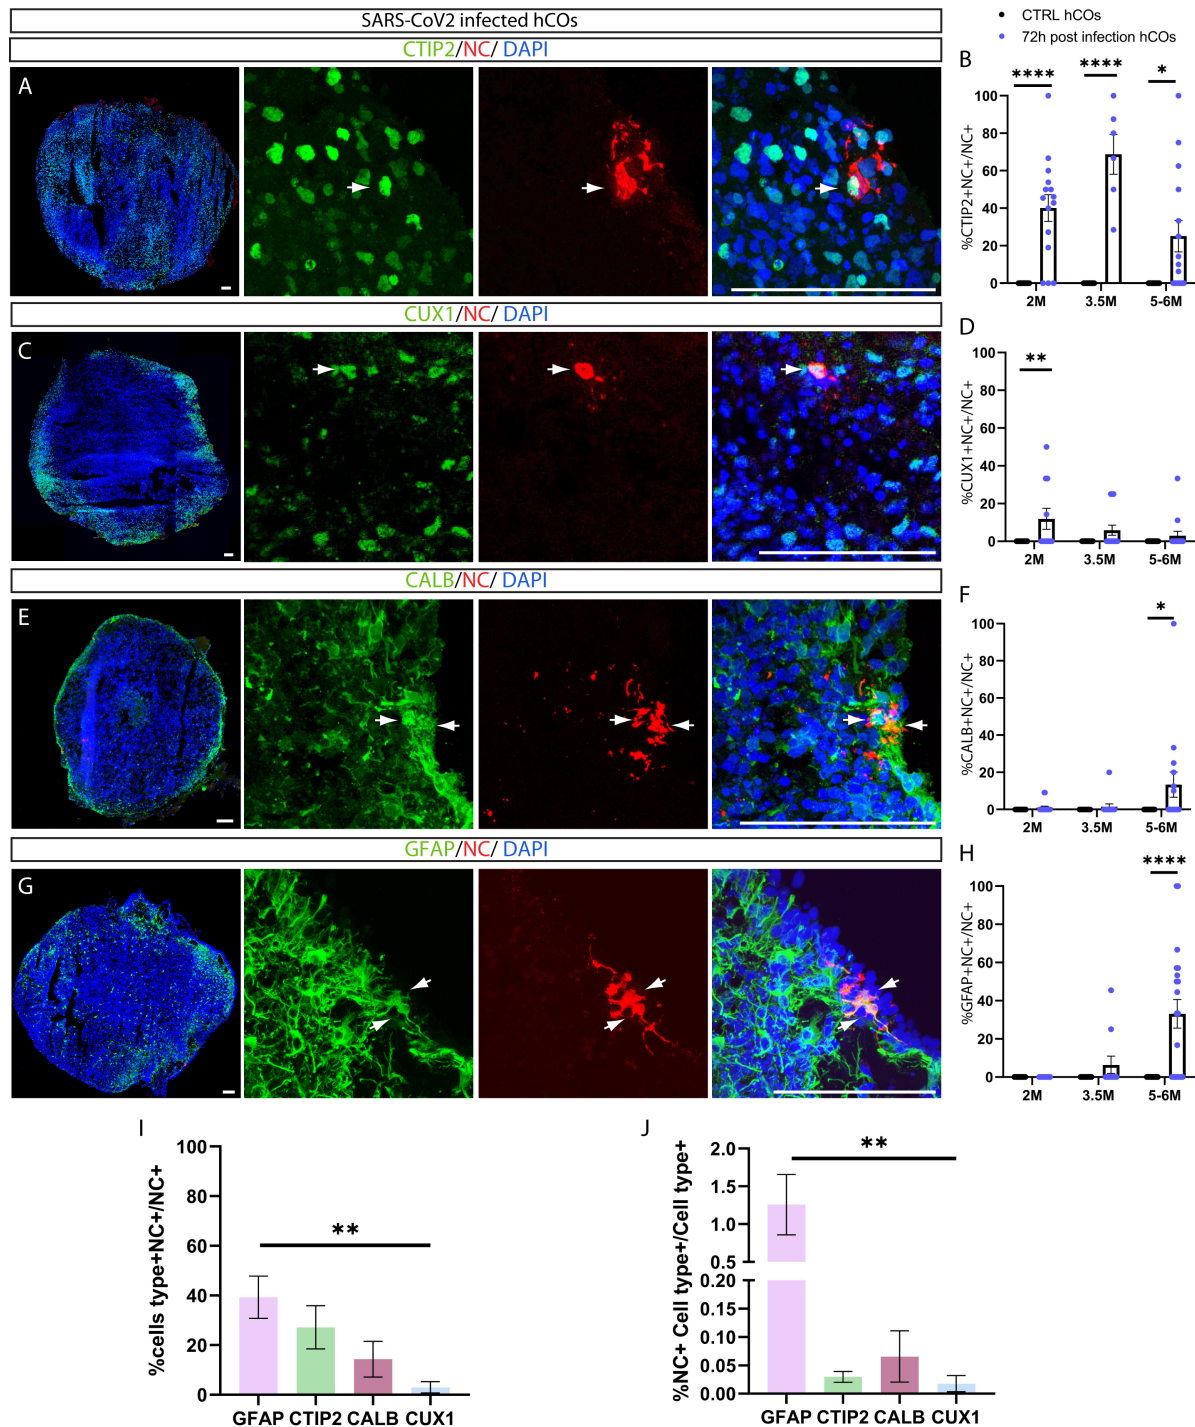 SARS-CoV2 infected hCOs
CTRL hCOs
72h post infection hCOs
CTIP2/NC/ DAPI
A
B
%CTIP2+NC+/NC+
100
80
60
40
20
0
****
****
*
2M
3.5M
5-6M
CUX1/NC/ DAPI
C
D
%CUX1+NC+/NC+
100
80
60
40
20
0
**
2M
3.5M
5-6M
CALB/NC/ DAPI
E
F
%CALB+NC+/NC+
100
80
60
40
20
0
*
2M
3.5M
5-6M
GFAP/NC/ DAPI
G
H
%GFAP+NC+/NC+
100
80
60
40
20
0
****
2M
3.5M
5-6M
I
%cells type+NC+/NC+
100
80
60
40
20
0
**
GFAP CTIP2 CALB CUX1
J
%NC+ Cell type+/Cell type+
2.0
1.5
1.0
0.5
0.20
0.15
0.10
0.05
0.00
**
GFAP CTIP2 CALB CUX1